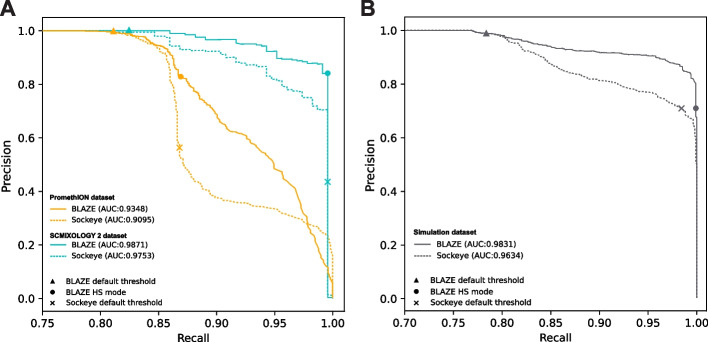 A
1.0
0.8
0.6
0.4
0.2
0.0
Precision
PromethION dataset
BLAZE (AUC:0.9348)
Sockeye (AUC:0.9095)
SCMIXOLOGY 2 dataset
BLAZE (AUC:0.9871)
Sockeye (AUC:0.9753)
BLAZE default threshold
BLAZE HS mode
Sockeye default threshold
0.75 0.80 0.85 0.90 0.95 1.00
Recall
B
1.0
0.8
0.6
0.4
0.2
0.0
Precision
Simulation dataset
BLAZE (AUC:0.9831)
Sockeye (AUC:0.9634)
BLAZE default threshold
BLAZE HS mode
Sockeye default threshold
0.70 0.75 0.80 0.85 0.90 0.95 1.00
Recall